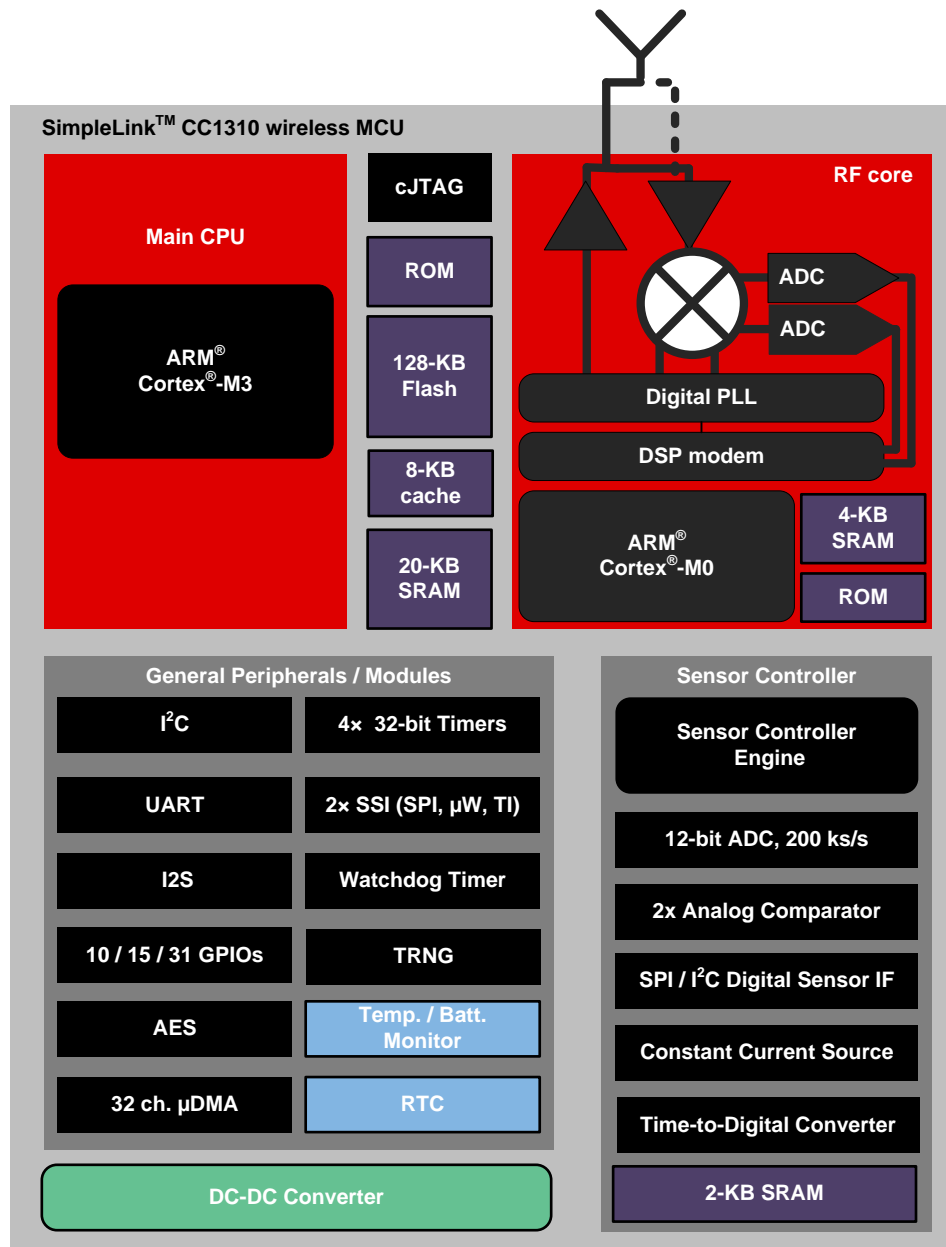 SimpleLink™ CC1310 wireless MCU
Main CPU
ARM®
Cortex®-M3
cJTAG
ROM
128-KB
Flash
8-KB
cache
20-KB
SRAM
RF core
ADC
ADC
Digital PLL
DSP modem
ARM®
Cortex®-M0
4-KB
SRAM
ROM
General Peripherals / Modules
I²C
4× 32-bit Timers
UART
2× SSI (SPI, µW, TI)
I2S
Watchdog Timer
10 / 15 / 31 GPIOs
TRNG
AES
Temp. / Batt.
Monitor
32 ch. µDMA
RTC
Sensor Controller
Sensor Controller
Engine
12-bit ADC, 200 ks/s
2x Analog Comparator
SPI / I²C Digital Sensor IF
Constant Current Source
Time-to-Digital Converter
2-KB SRAM
DC-DC Converter